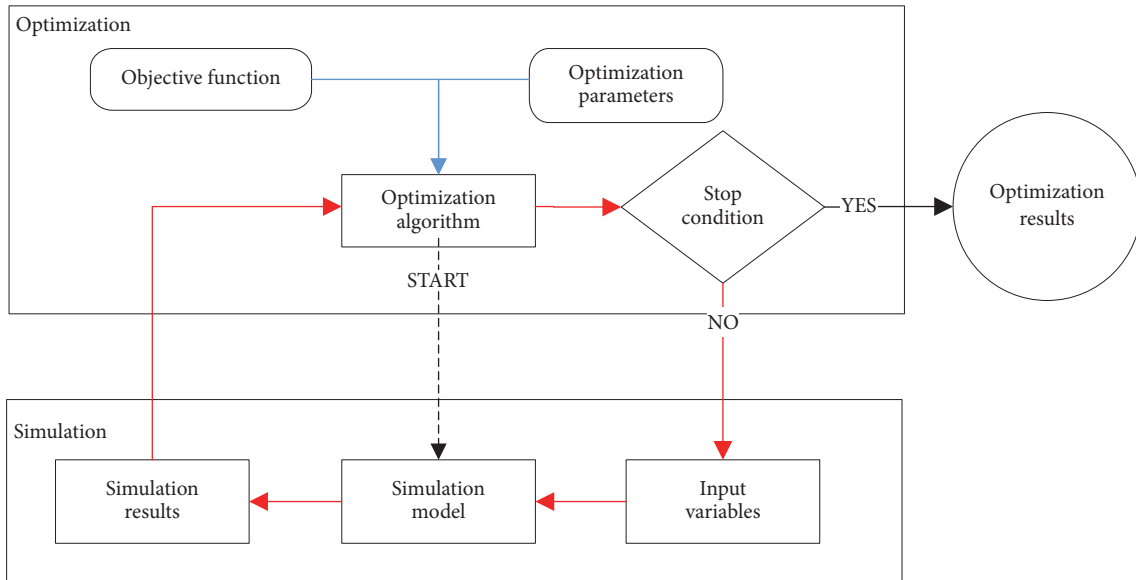 Optimization
Objective function
Optimization
parameters
Optimization
algorithm
Stop
condition
YES
Optimization
results
START
NO
Simulation
Simulation
results
Simulation
model
Input
variables